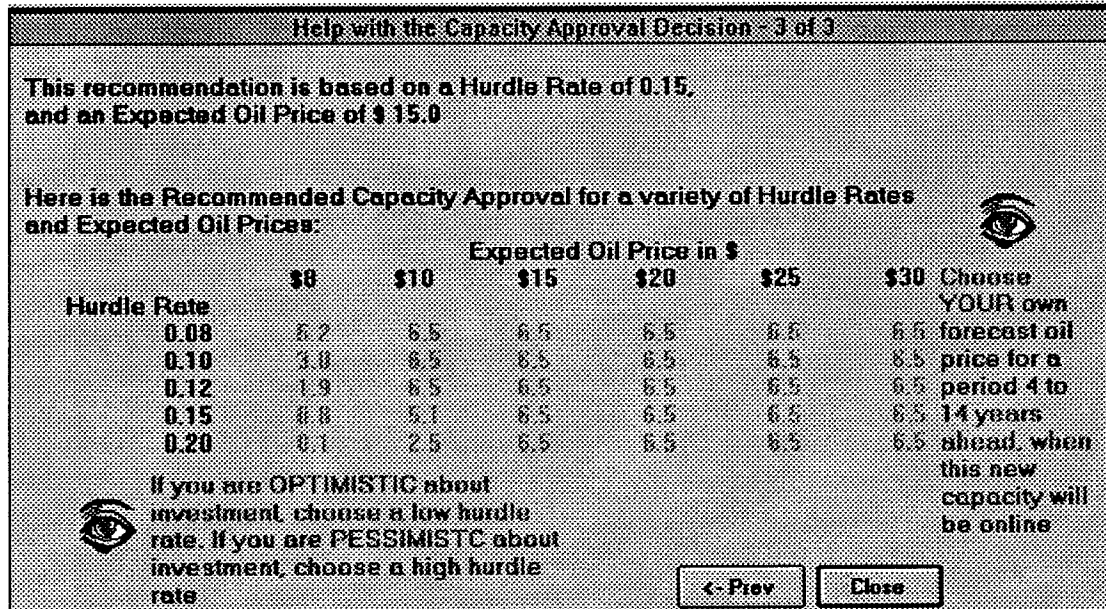 Help with the Capacity Approval Decision - 3 of 3
This recommendation is based on a Hurdle Rate of 0.15,
and an Expected Oil Price of $ 15.0
Here is the Recommended Capacity Approval for a variety of Hurdle Rates
and Expected Oil Prices:
Expected Oil Price in $
$8 $10 $15 $20 $25 $30
Hurdle Rate
0.08 6.5 6.5 6.5 6.5 6.5
0.10 6.5 6.5 6.5 6.5 6.5
0.12 1.9 6.5 6.5 6.5 6.5 6.5
0.15 5.1 6.5 6.5 6.5 6.5
0.20 0.1 2.5 6.5 6.5 6.5 6.5
Choose
YOUR own
forecast oil
price for a
period 4 to
14 years
ahead, when
this new
capacity will
be online
If you are OPTIMISTIC about
investment, choose a low hurdle
rate. If you are PESSIMISTC about
investment, choose a high hurdle
rate
<- Prev
Close